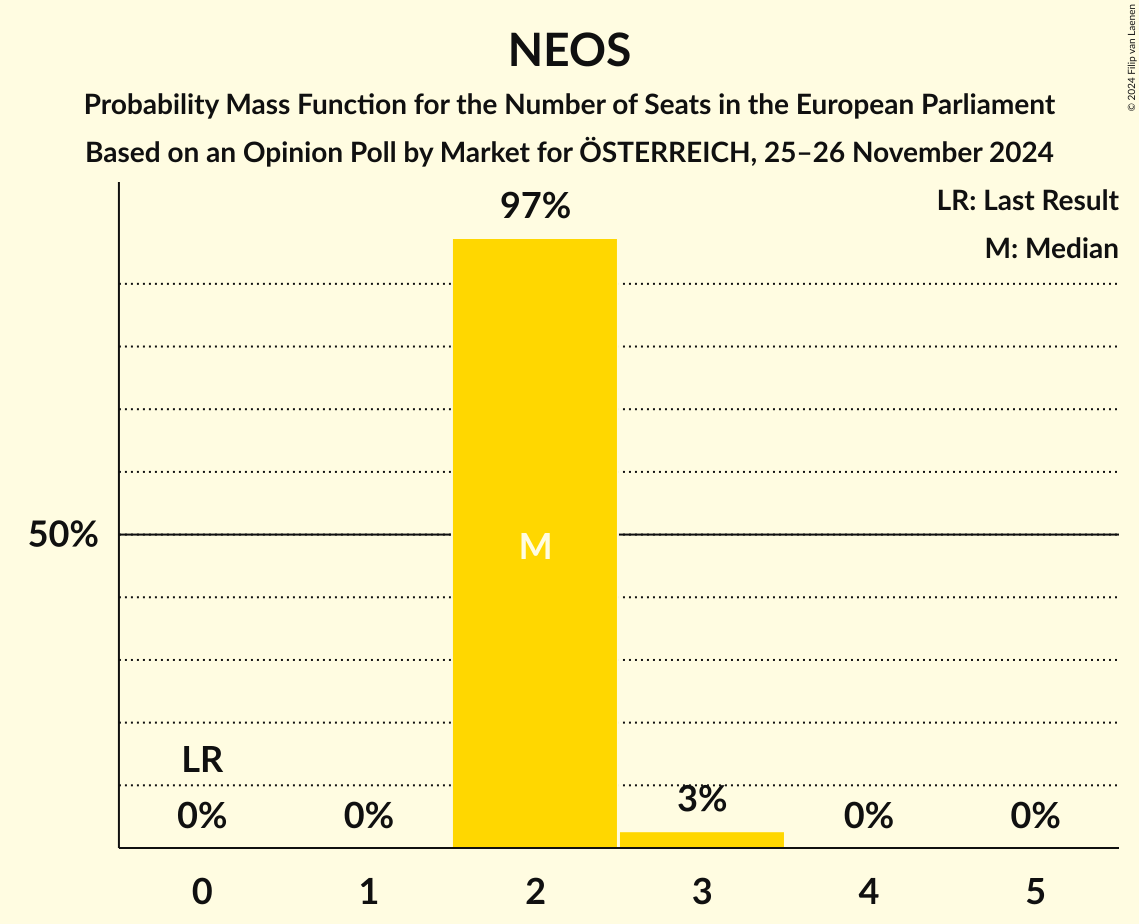 NEOS
Probability Mass Function for the Number of Seats in the European Parliament
Based on an Opinion Poll by Market for ÖSTERREICH, 25–26 November 2024
© 2024 Filip van Laenen
LR: Last Result
M: Median
97%
50%
M
LR
0%
0%
3%
0%
0%
0
1
2
3
4
5